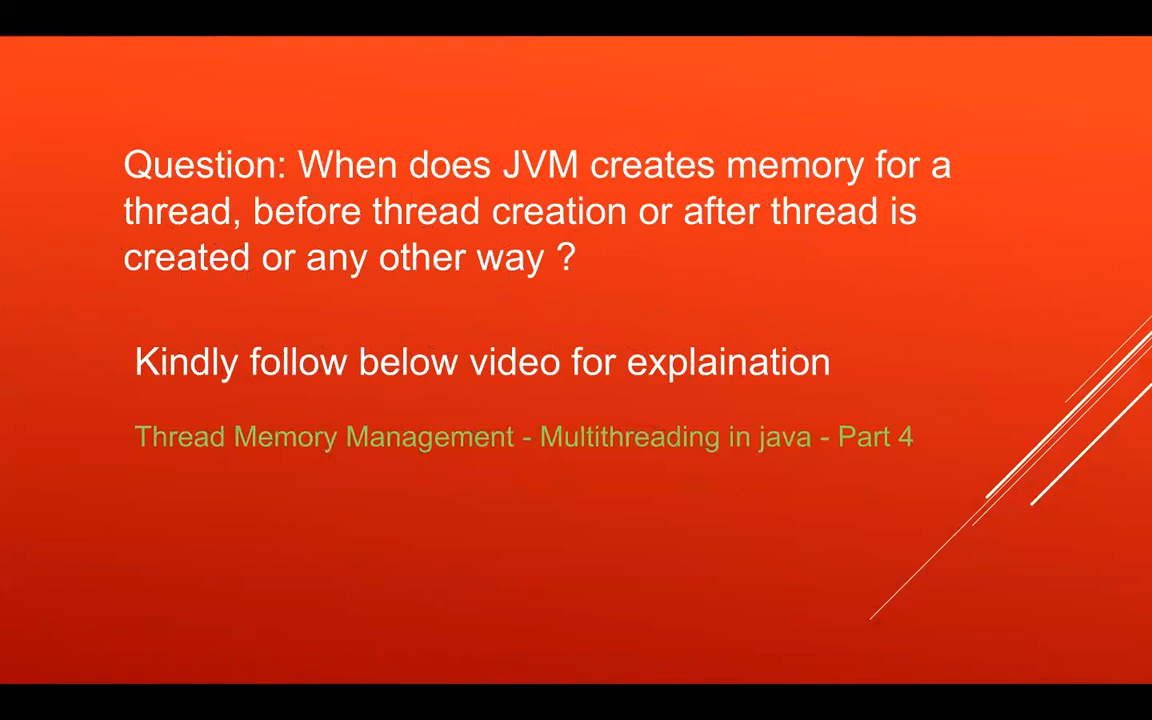 Question: When does JVM creates memory for a
thread, before thread creation or after thread is
created or any other way ?
Kindly follow below video for explaination
Thread Memory Management - Multithreading in java - Part 4